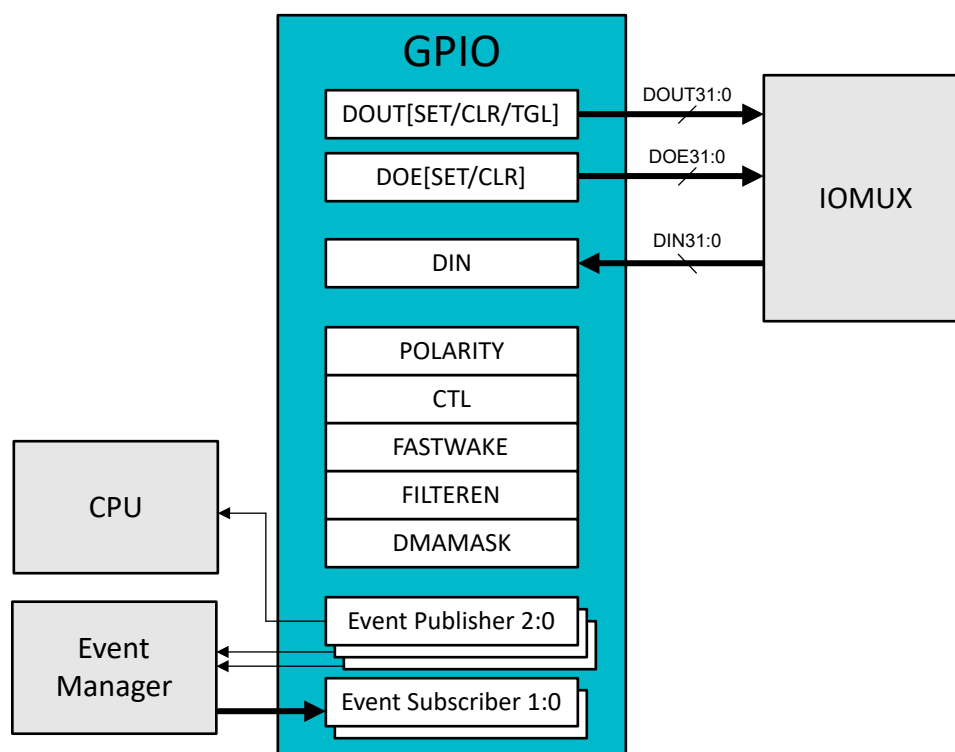 GPIO
DOUT[SET/CLR/TGL]
DOUT31:0
DOE[SET/CLR]
DOE31:0
IOMUX
DIN
DIN31:0
POLARITY
CTL
FASTWAKE
FILTEREN
DMAMASK
CPU
Event Publisher 2:0
Event
Manager
Event Subscriber 1:0